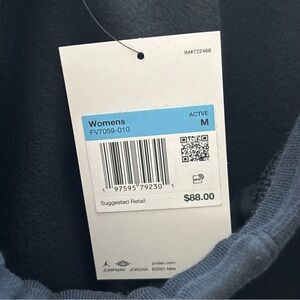 IM#722468
Womens ACTVE
FV7059-010 M
1 97595 79230 1
Suggested Retail
$88.00
jordan.com
JUMPMAN JORDAN ©2021 Nike